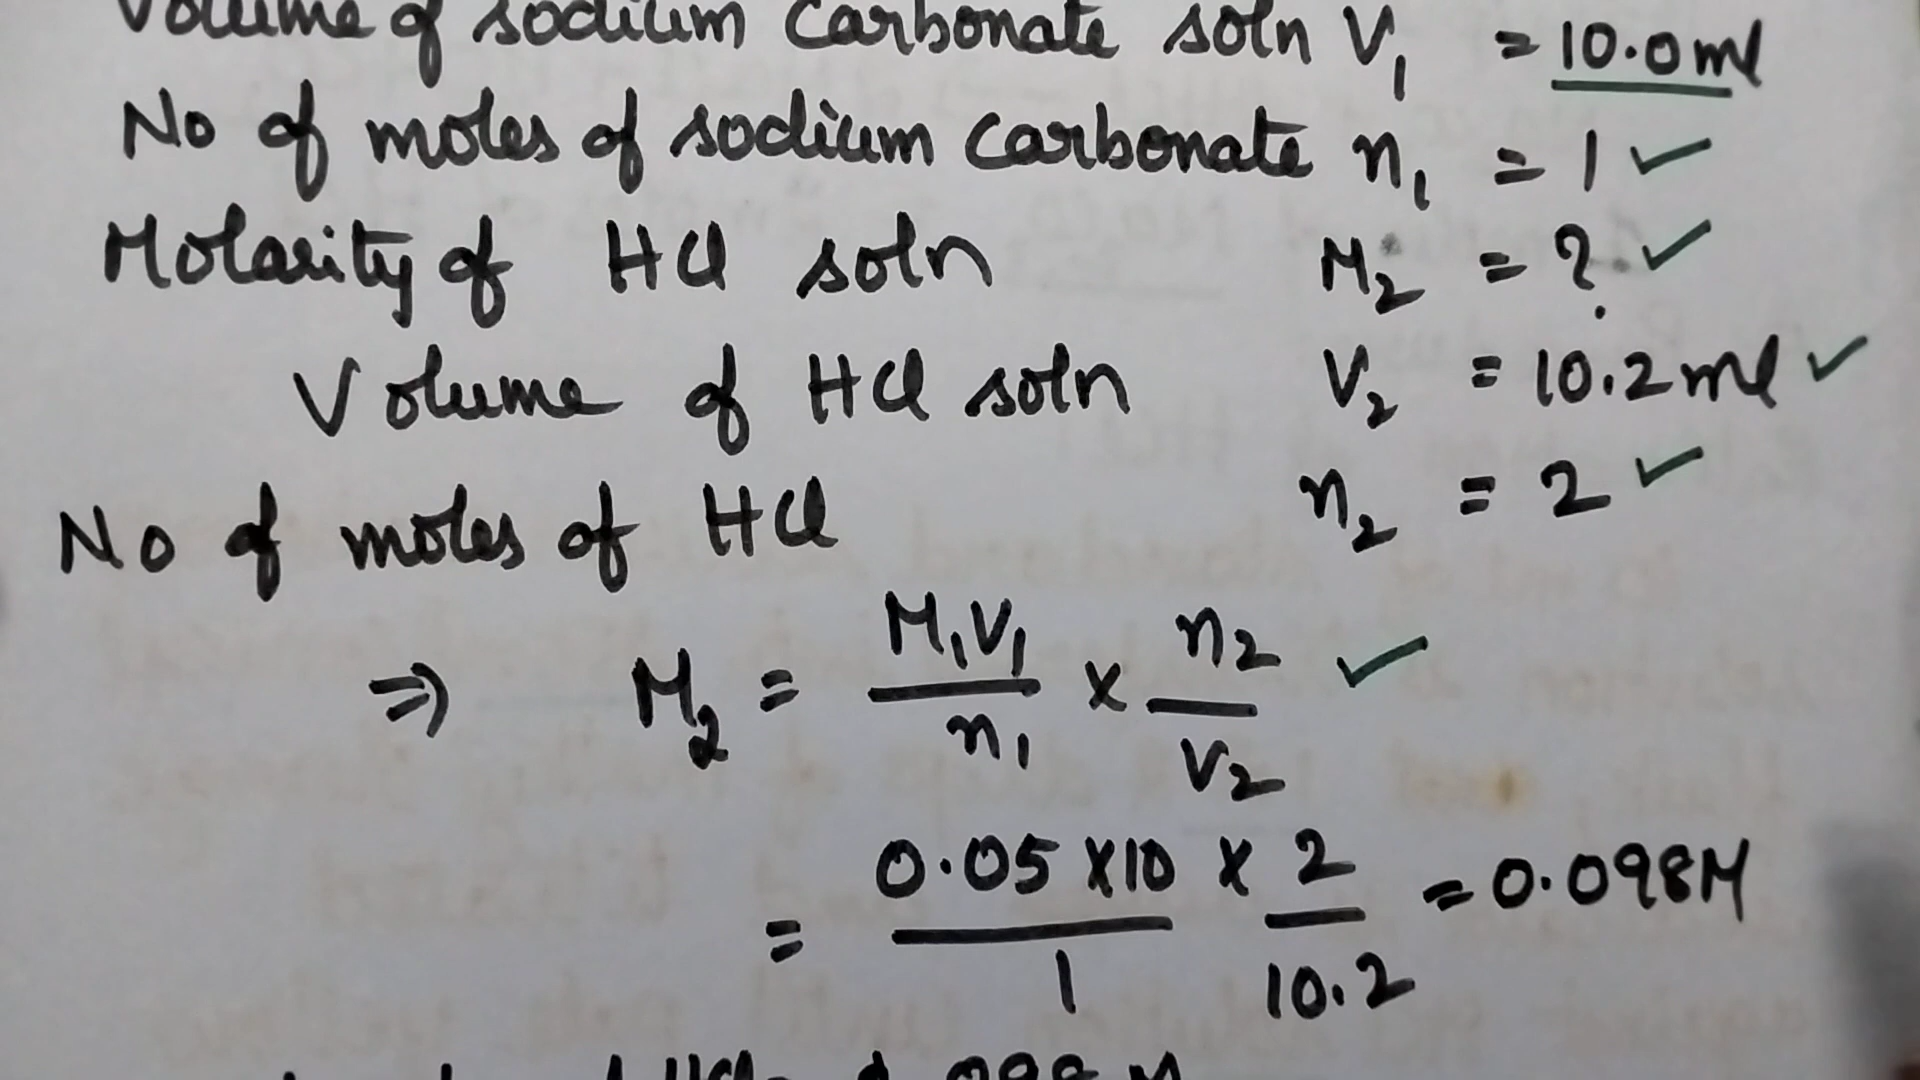 Volume of sodium carbonate soln V₁ = 10.0 ml
No of moles of sodium carbonate n₁ = 1 ✓
Molarity of HCl soln M₂ = ? ✓
Volume of HCl soln V₂ = 10.2 ml ✓
No of moles of HCl n₂ = 2 ✓
⇒ M₂ = M₁V₁/n₁ × n₂/V₂ ✓
= 0.05 × 10/1 × 2/10.2 = 0.098M